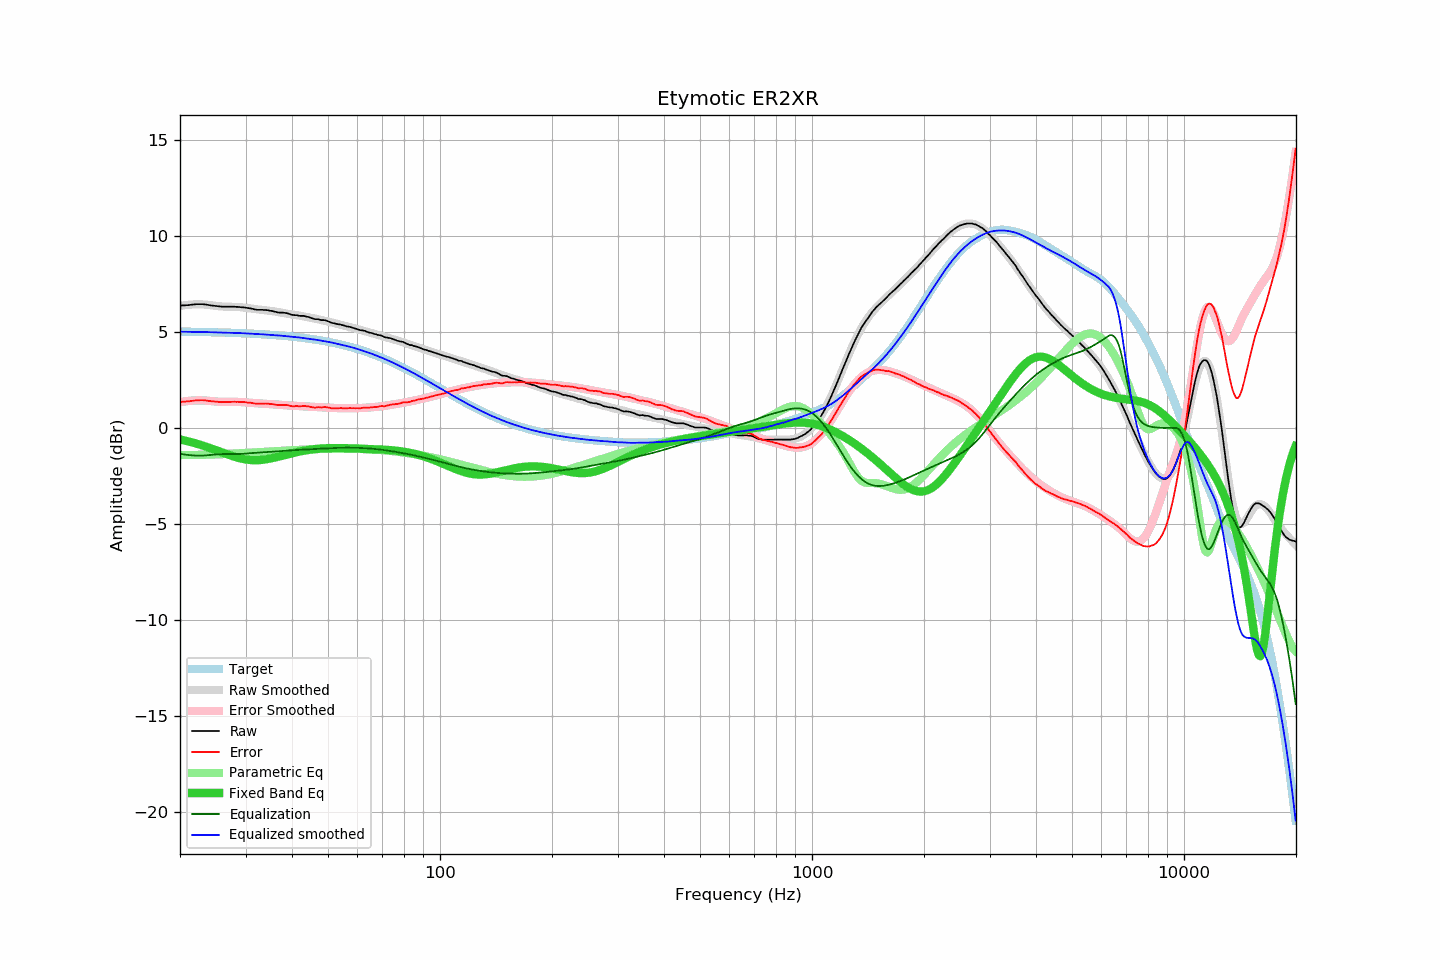 Etymotic ER2XR
15
10
5
0
−5
−10
−15
−20
Amplitude (dBr)
Target
Raw Smoothed
Error Smoothed
Raw
Error
Parametric Eq
Fixed Band Eq
Equalization
Equalized smoothed
100
1000
10000
Frequency (Hz)